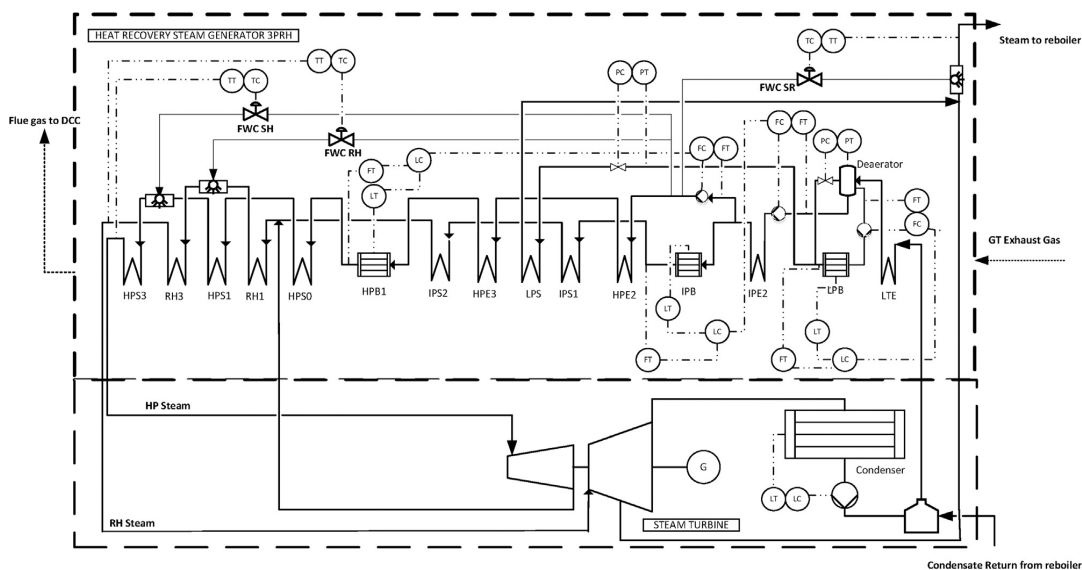 HEAT RECOVERY STEAM GENERATOR 3PRH
Steam to reboiler
TC TT
TT TC
TT TC
PC PT
FWC SR
Flue gas to DCC
FWC SH
FWC RH
FC FT
FC FT
PC PT
LC
FT
LT
Deaerator
FT
FC
GT Exhaust Gas
HPS3 RH3 HPS1 RH1 HPS0 HPB1 IPS2 HPE3 LPS IPS1 HPE2 IPB IPE2 LPB LTE
LT
LC
FT
LT
FT
LC
HP Steam
G
Condenser
LT LC
RH Steam
STEAM TURBINE
Condensate Return from reboiler